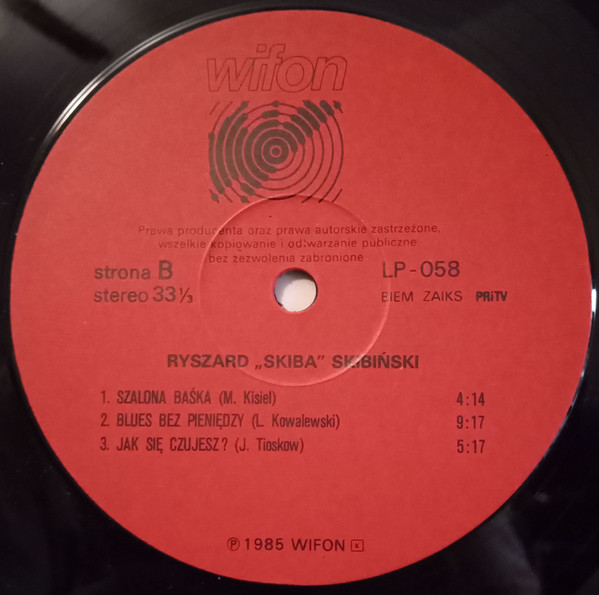 wifon
Prawa producenta oraz prawa autorskie zastrzeżone,
wszelkie kopiowanie i odtwarzanie publiczne
bez zezwolenia zabronione
strona B
LP-058
stereo 33 1/3
BIEM ZAIKS PRiTV
RYSZARD „SKIBA” SKIBIŃSKI
1. SZALONA BAŚKA (M. Kisiel) 4:14
2. BLUES BEZ PIENIĘDZY (L. Kowalewski) 9:17
3. JAK SIĘ CZUJESZ? (J. Tioskow) 5:17
Ⓟ 1985 WIFON K